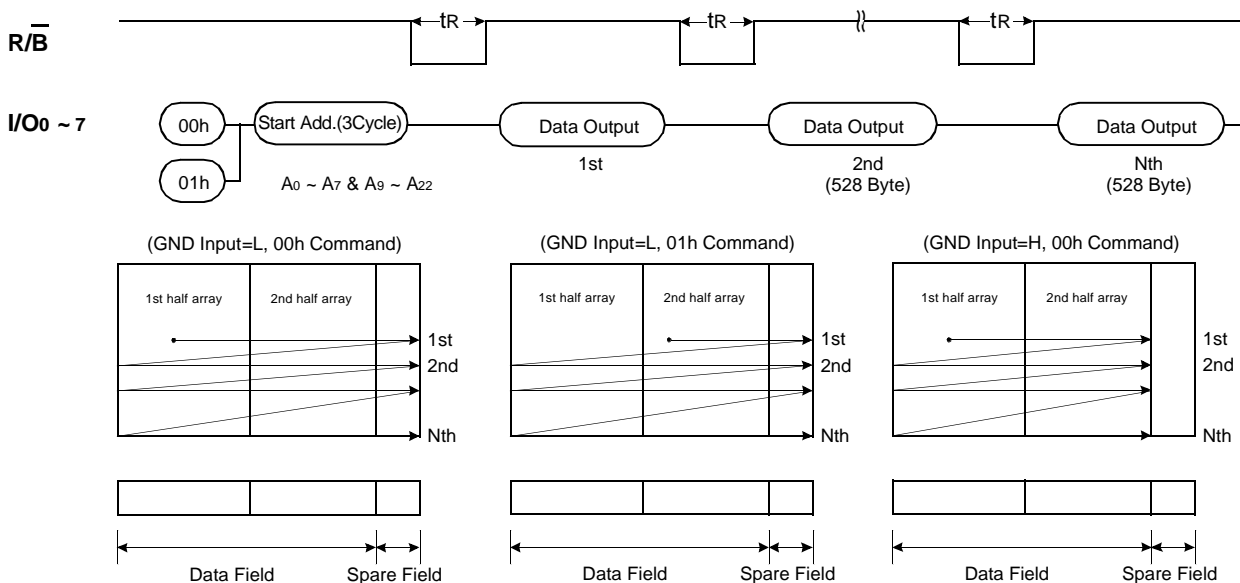 tR tR tR
R/B
I/O0 ~ 7 00h Start Add.(3Cycle) Data Output Data Output Data Output
01h A0 ~ A7 & A9 ~ A22 1st 2nd Nth
(528 Byte) (528 Byte)
(GND Input=L, 00h Command) (GND Input=L, 01h Command) (GND Input=H, 00h Command)
1st half array 2nd half array 1st half array 2nd half array 1st half array 2nd half array
1st 1st 1st
2nd 2nd 2nd
Nth Nth Nth
Data Field Spare Field Data Field Spare Field Data Field Spare Field